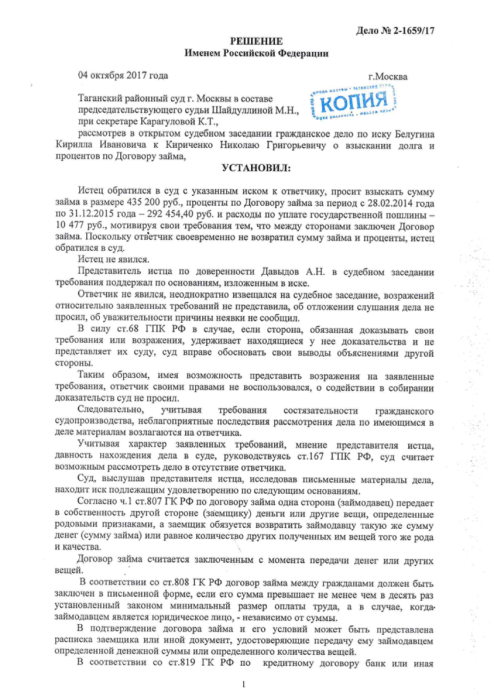 Дело № 2-1659/17
РЕШЕНИЕ
Именем Российской Федерации
04 октября 2017 года г.Москва
Таганский районный суд г. Москвы в составе
председательствующего судьи Шайдуллиной М.Н.,
при секретаре Карагуловой К.Т.,
КОПИЯ
рассмотрев в открытом судебном заседании гражданское дело по иску Белугина
Кирилла Ивановича к Кириченко Николаю Григорьевичу о взыскании долга и
процентов по Договору займа,
УСТАНОВИЛ:
Истец обратился в суд с указанным иском к ответчику, просит взыскать сумму
займа в размере 435 200 руб., проценты по Договору займа за период с 28.02.2014 года
по 31.12.2015 года – 292 454,40 руб. и расходы по уплате государственной пошлины –
10 477 руб., мотивируя свои требования тем, что между сторонами заключен Договор
займа. Поскольку ответчик своевременно не возвратил сумму займа и проценты, истец
обратился в суд.
Истец не явился.
Представитель истца по доверенности Давыдов А.Н. в судебном заседании
требования поддержал по основаниям, изложенным в иске.
Ответчик не явился, неоднократно извещался на судебное заседание, возражений
относительно заявленных требований не представила, об отложении слушания дела не
просил, об уважительности причины неявки не сообщил.
В силу ст.68 ГПК РФ в случае, если сторона, обязанная доказывать свои
требования или возражения, удерживает находящиеся у нее доказательства и не
представляет их суду, суд вправе обосновать свои выводы объяснениями другой
стороны.
Таким образом, имея возможность представить возражения на заявленные
требования, ответчик своими правами не воспользовался, о содействии в собирании
доказательств суд не просил.
Следовательно, учитывая требования состязательности гражданского
судопроизводства, неблагоприятные последствия рассмотрения дела по имеющимся в
деле материалам возлагаются на ответчика.
Учитывая характер заявленных требований, мнение представителя истца,
давность нахождения дела в суде, руководствуясь ст.167 ГПК РФ, суд считает
возможным рассмотреть дело в отсутствие ответчика.
Суд, выслушав представителя истца, исследовав письменные материалы дела,
находит иск подлежащим удовлетворению по следующим основаниям.
Согласно ч.1 ст.807 ГК РФ по договору займа одна сторона (займодавец) передает
в собственность другой стороне (заемщику) деньги или другие вещи, определенные
родовыми признаками, а заемщик обязуется возвратить займодавцу такую же сумму
денег (сумму займа) или равное количество других полученных им вещей того же рода
и качества.
Договор займа считается заключенным с момента передачи денег или других
вещей.
В соответствии со ст.808 ГК РФ договор займа между гражданами должен быть
заключен в письменной форме, если его сумма превышает не менее чем в десять раз
установленный законом минимальный размер оплаты труда, а в случае, когда
займодавцем является юридическое лицо, - независимо от суммы.
В подтверждение договора займа и его условий может быть представлена
расписка заемщика или иной документ, удостоверяющие передачу ему займодавцем
определенной денежной суммы или определенного количества вещей.
В соответствии со ст.819 ГК РФ по кредитному договору банк или иная
1